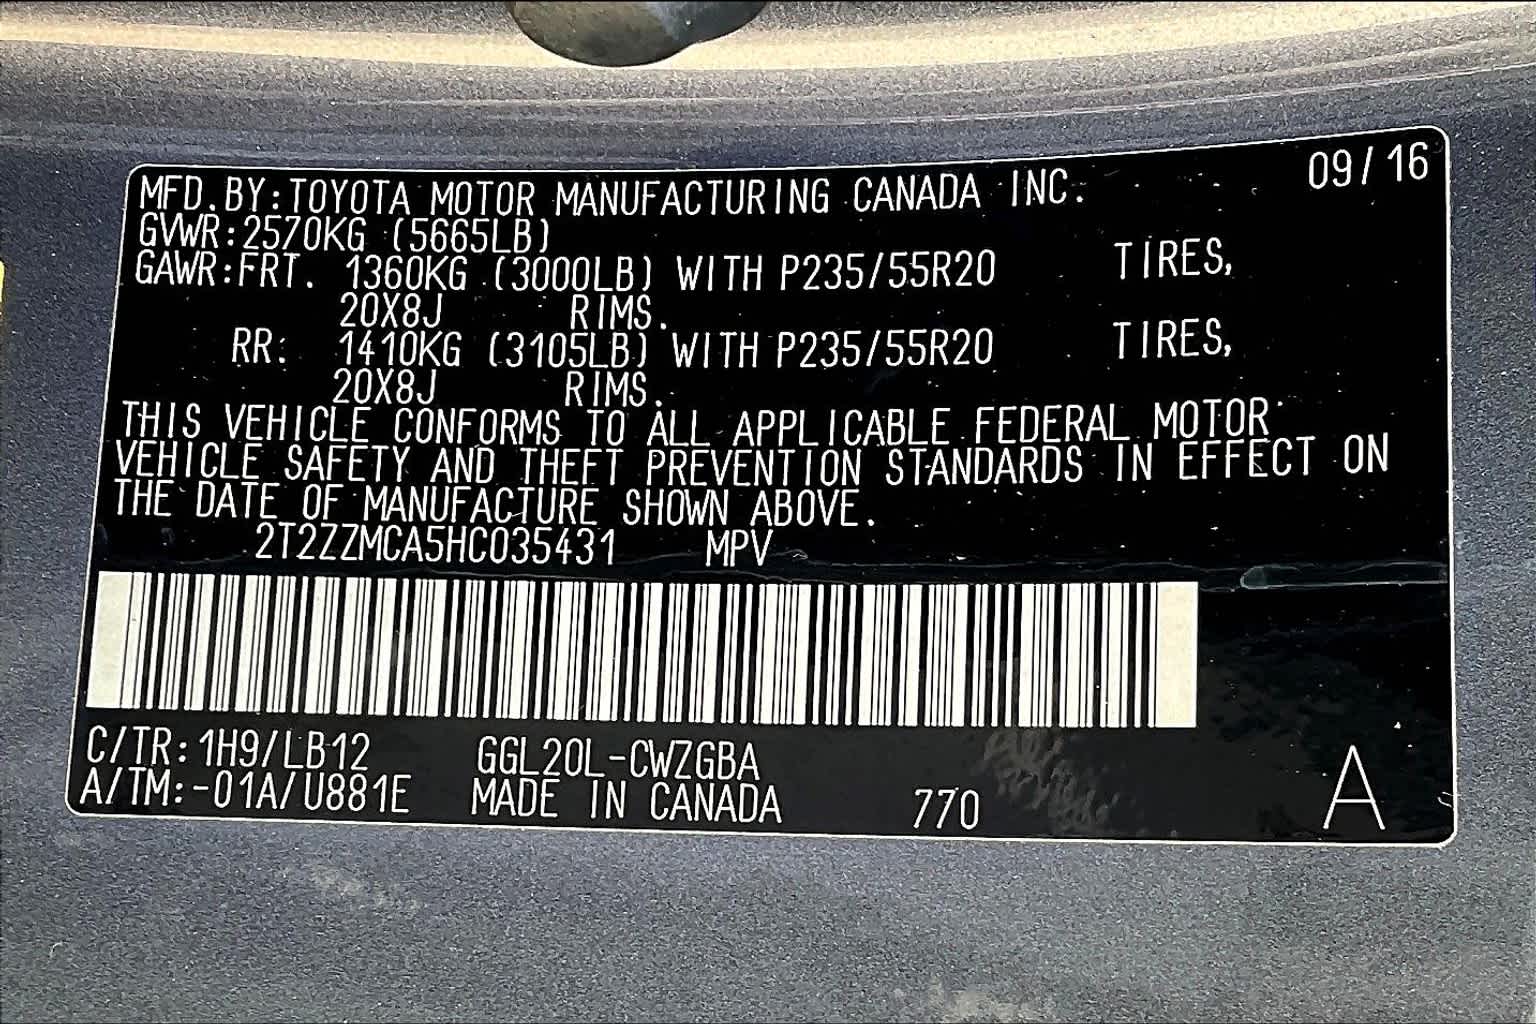 MFD.BY:TOYOTA MOTOR MANUFACTURING CANADA INC. 09/16
GVWR:2570KG (5665LB)
GAWR:FRT. 1360KG (3000LB) WITH P235/55R20 TIRES,
20X8J RIMS.
RR: 1410KG (3105LB) WITH P235/55R20 TIRES,
20X8J RIMS.
THIS VEHICLE CONFORMS TO ALL APPLICABLE FEDERAL MOTOR
VEHICLE SAFETY AND THEFT PREVENTION STANDARDS IN EFFECT ON
THE DATE OF MANUFACTURE SHOWN ABOVE.
2T2ZZMCA5HC035431 MPV
C/TR:1H9/LB12 GGL20L-CWZGBA
A/TM:-01A/U881E MADE IN CANADA 770 A